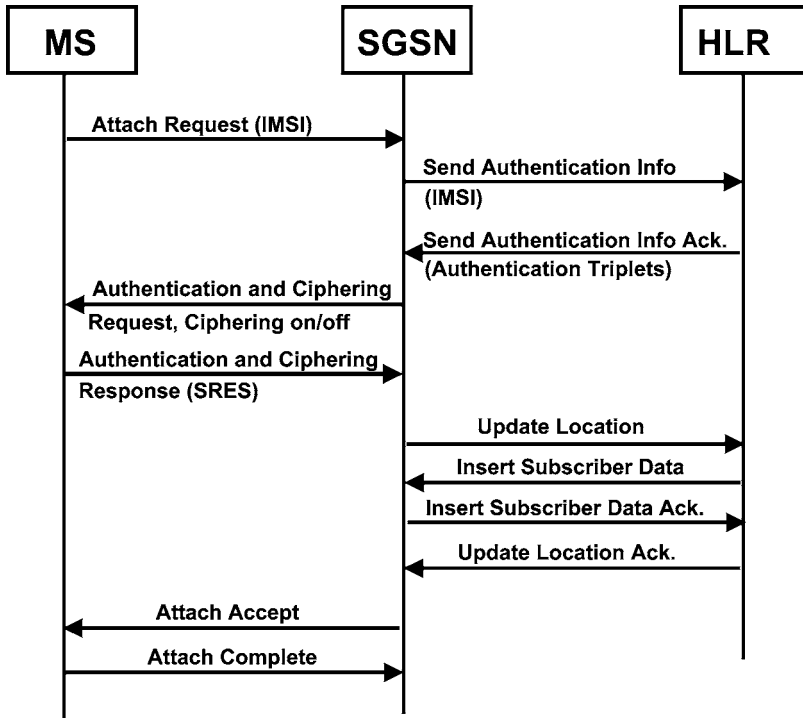 MS
SGSN
HLR
Attach Request (IMSI)
Send Authentication Info
(IMSI)
Send Authentication Info Ack.
(Authentication Triplets)
Authentication and Ciphering
Request, Ciphering on/off
Authentication and Ciphering
Response (SRES)
Update Location
Insert Subscriber Data
Insert Subscriber Data Ack.
Update Location Ack.
Attach Accept
Attach Complete